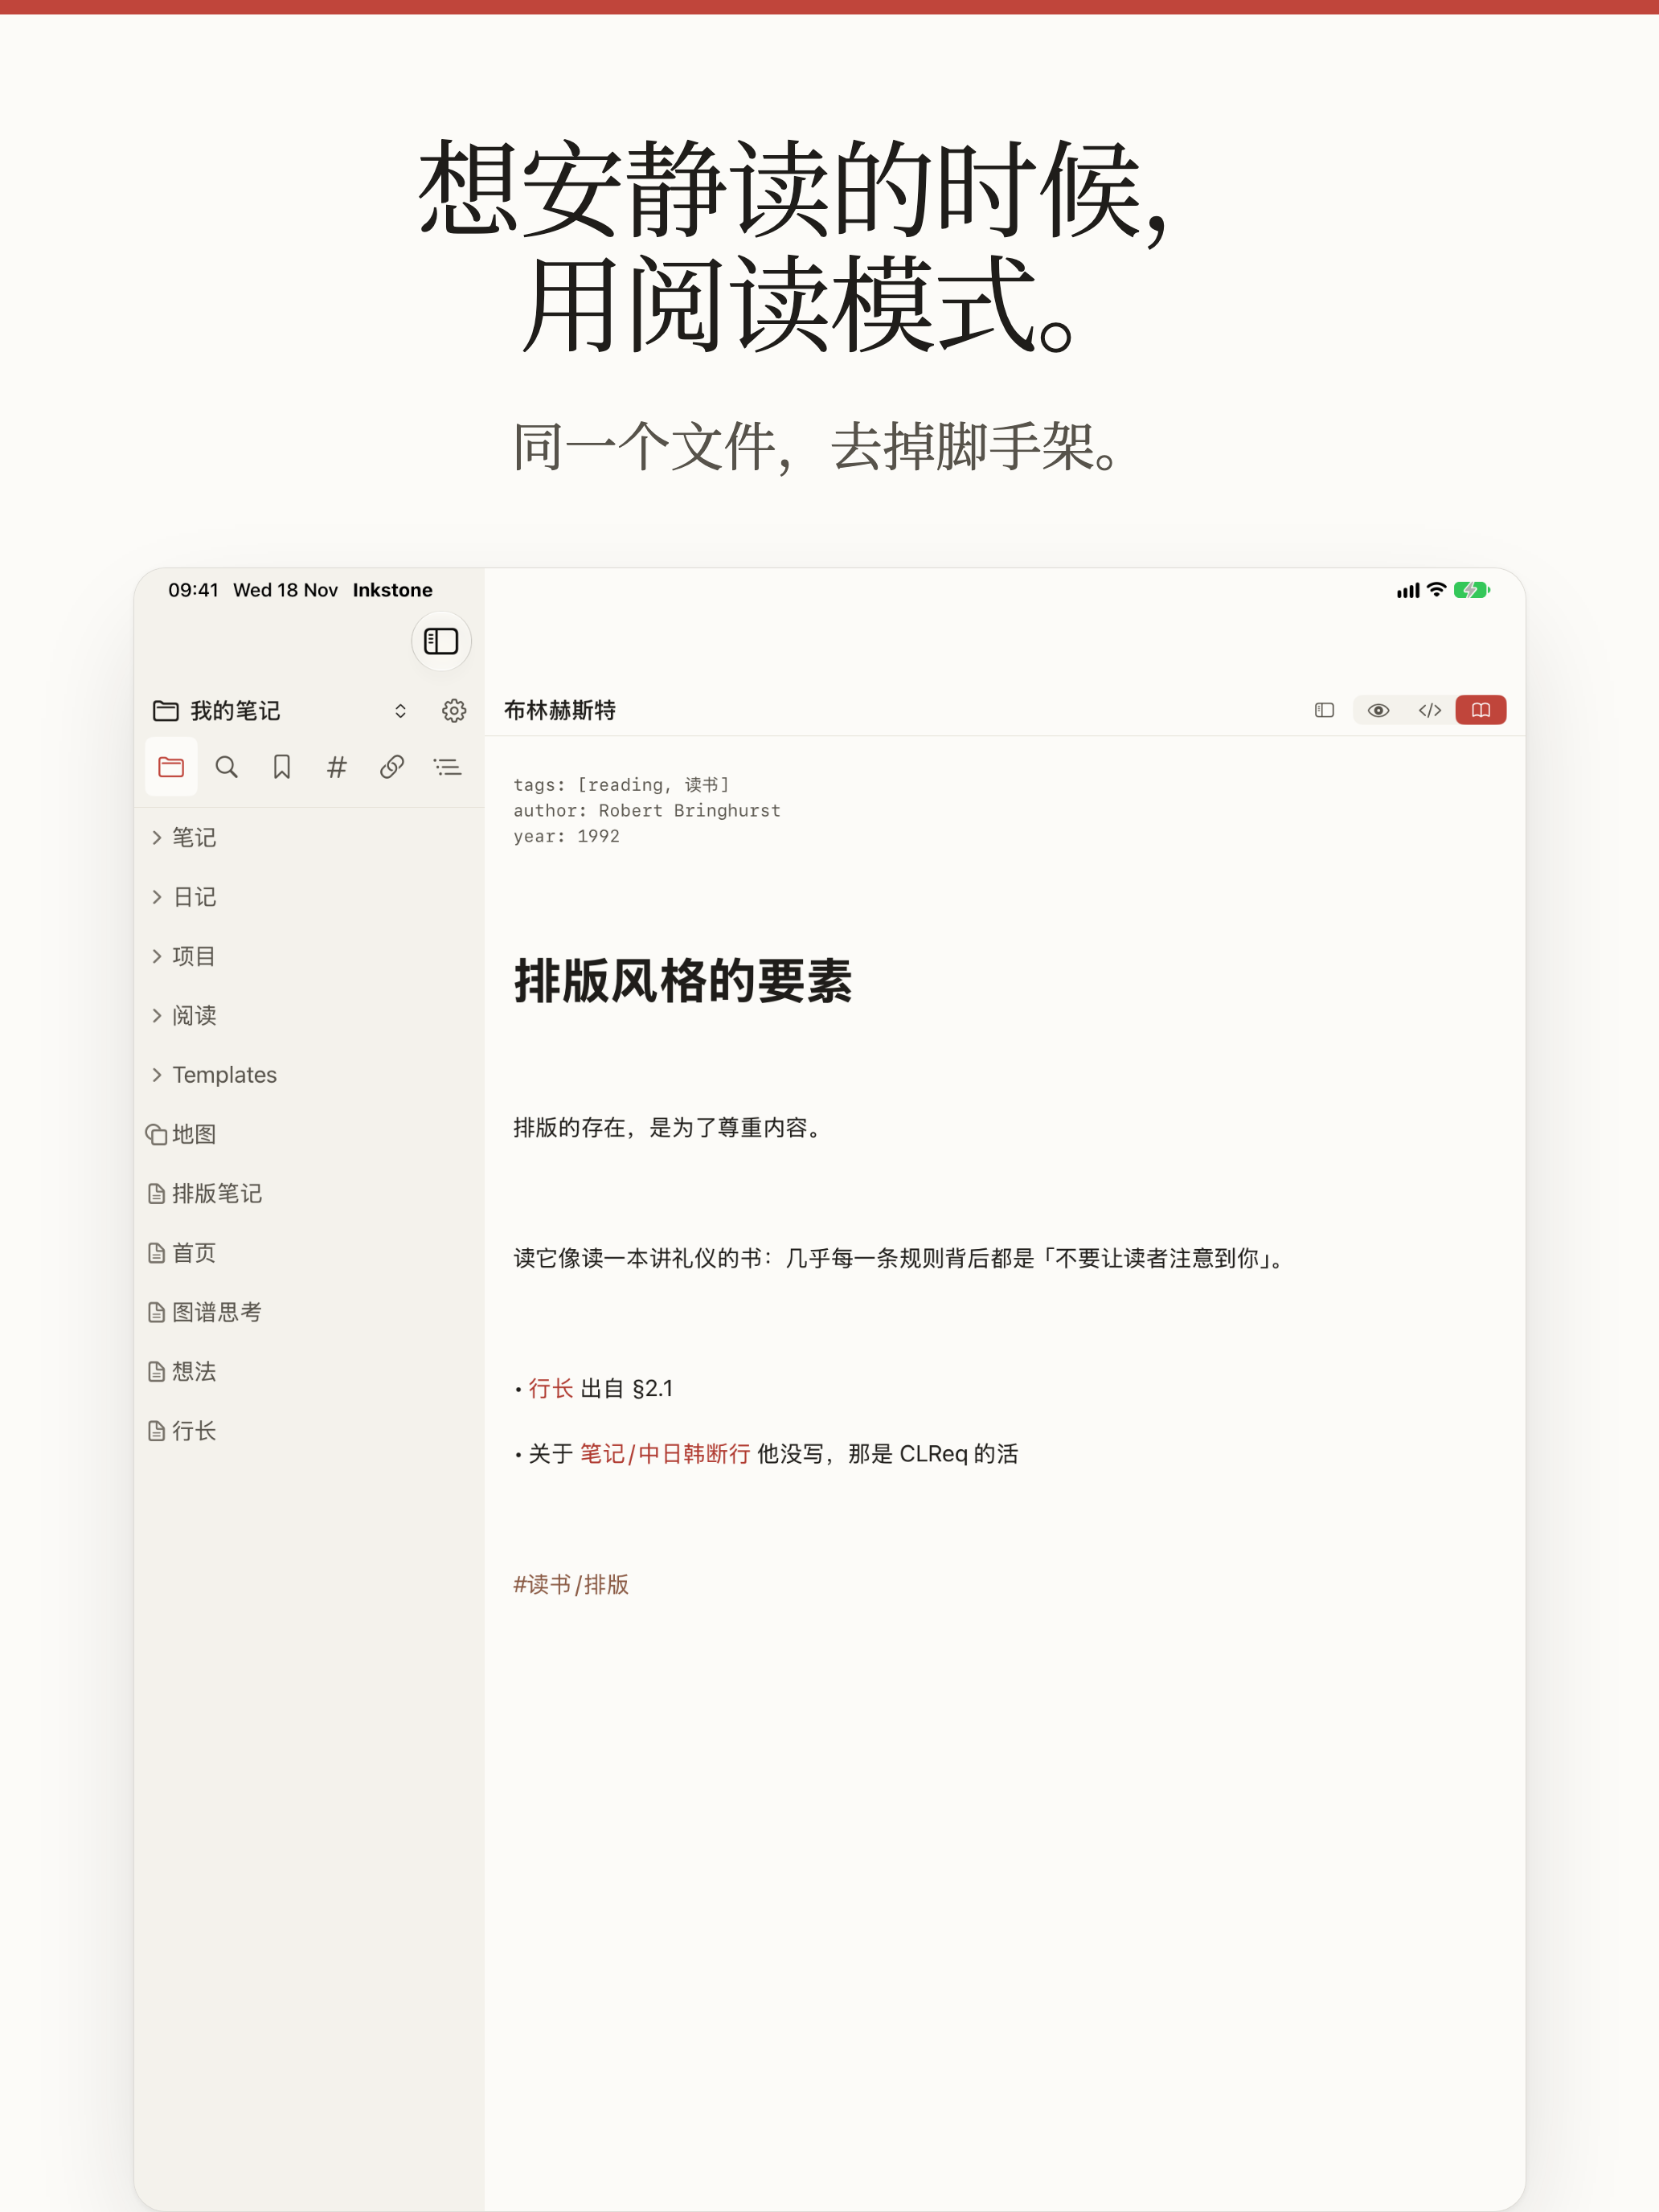 想安静读的时候，
用阅读模式。
同一个文件，去掉脚手架。
09:41 Wed 18 Nov Inkstone
我的笔记
布林赫斯特
笔记
日记
项目
阅读
Templates
地图
排版笔记
首页
图谱思考
想法
行长
tags: [reading, 读书]
author: Robert Bringhurst
year: 1992
排版风格的要素
排版的存在，是为了尊重内容。
读它像读一本讲礼仪的书：几乎每一条规则背后都是「不要让读者注意到你」。
• 行长 出自 §2.1
• 关于 笔记/中日韩断行 他没写，那是 CLReq 的活
#读书/排版